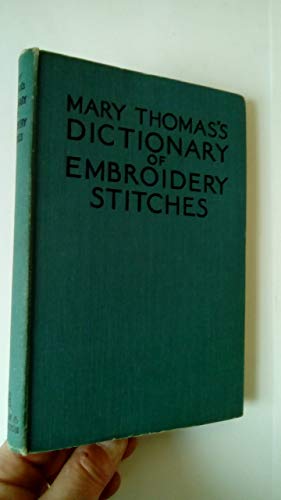 MARY THOMAS'S
DICTIONARY
OF
EMBROIDERY
STITCHES